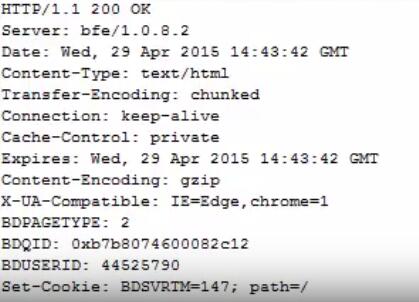 HTTP/1.1 200 OK
Server: bfe/1.0.8.2
Date: Wed, 29 Apr 2015 14:43:42 GMT
Content-Type: text/html
Transfer-Encoding: chunked
Connection: keep-alive
Cache-Control: private
Expires: Wed, 29 Apr 2015 14:43:42 GMT
Content-Encoding: gzip
X-UA-Compatible: IE=Edge,chrome=1
BDPAGETYPE: 2
BDQID: 0xb7b8074600082c12
BDUSERID: 44525790
Set-Cookie: BDSVRTM=147; path=/